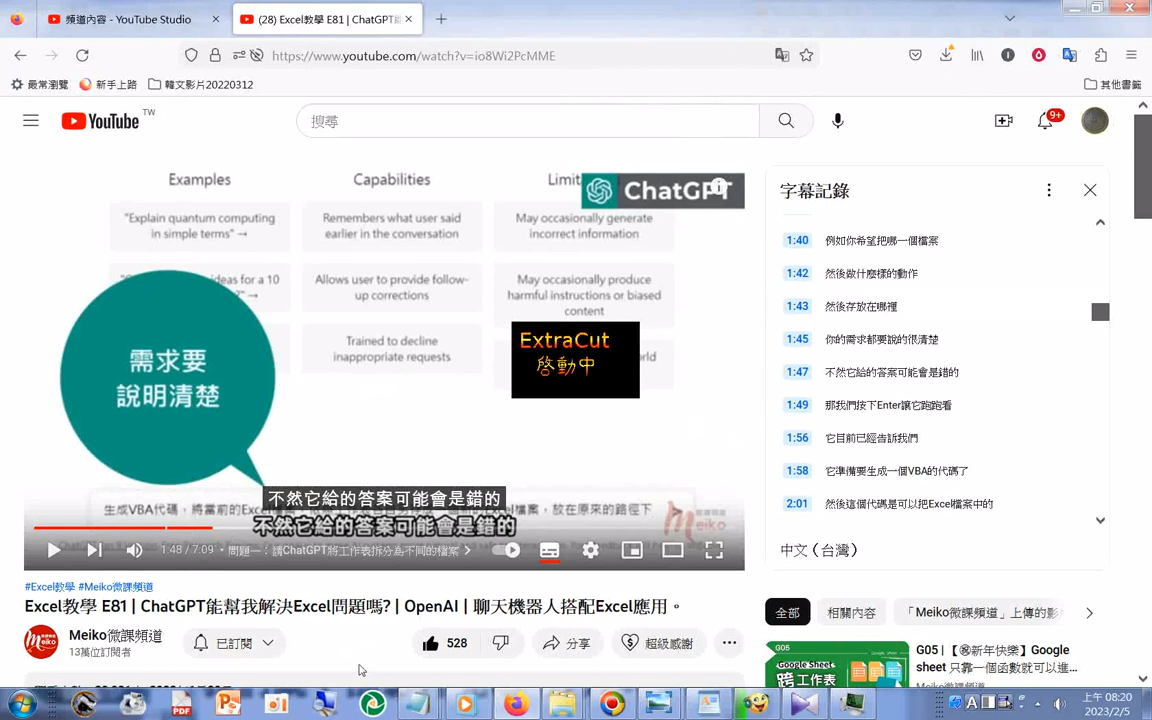 頻道內容 - YouTube Studio
(28) Excel教學 E81 | ChatGPT能
https://www.youtube.com/watch?v=io8Wi2PcMME
最常瀏覽
新手上路
韓文影片20220312
其他書籤
YouTube TW
搜尋
9+
Examples
Capabilities
Limit
ChatGPT
"Explain quantum computing in simple terms" →
Remembers what user said earlier in the conversation
May occasionally generate incorrect information
ideas for a 10
Allows user to provide follow-up corrections
May occasionally produce harmful instructions or biased content
Trained to decline inappropriate requests
需求要
說明清楚
ExtraCut
啓動中
不然它給的答案可能會是錯的
生成VBA代碼，將當前的Excel
檔案，放在原來的路徑下
不然它給的答案可能會是錯的
Meiko
1:48 / 7:09 • 問題一：請ChatGPT將工作表拆分為不同的檔案
字幕記錄
1:40 例如你希望把哪一個檔案
1:42 然後做什麼樣的動作
1:43 然後存放在哪裡
1:45 你的需求都要說的很清楚
1:47 不然它給的答案可能會是錯的
1:49 那我們按下Enter讓它跑跑看
1:56 它目前已經告訴我們
1:58 它準備要生成一個VBA的代碼了
2:01 然後這個代碼是可以把Excel檔案中的
中文（台灣）
#Excel教學 #Meiko微課頻道
Excel教學 E81 | ChatGPT能幫我解決Excel問題嗎? | OpenAI | 聊天機器人搭配Excel應用。
Meiko微課頻道
13萬位訂閱者
已訂閱
528
分享
超級感謝
全部
相關內容
「Meiko微課頻道」上傳的影
G05
Google Sheet
跨工作表
G05 | 【㊗新年快樂】Google
sheet 只靠一個函數就可以進...
上午 08:20
2023/2/5